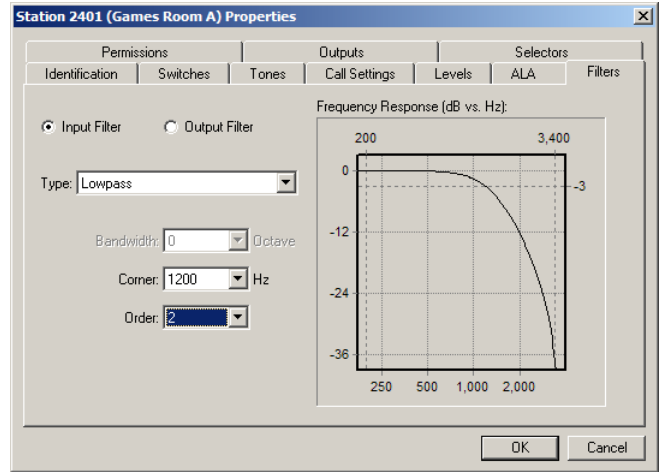 Station 2401 (Games Room A) Properties
Permissions Outputs Selectors
Identification Switches Tones Call Settings Levels ALA Filters
Input Filter Output Filter
Type: Lowpass
Bandwidth: 0 Octave
Corner: 1200 Hz
Order: 2
Frequency Response (dB vs. Hz):
200 3,400
0
-3
-12
-24
-36
250 500 1,000 2,000
OK Cancel